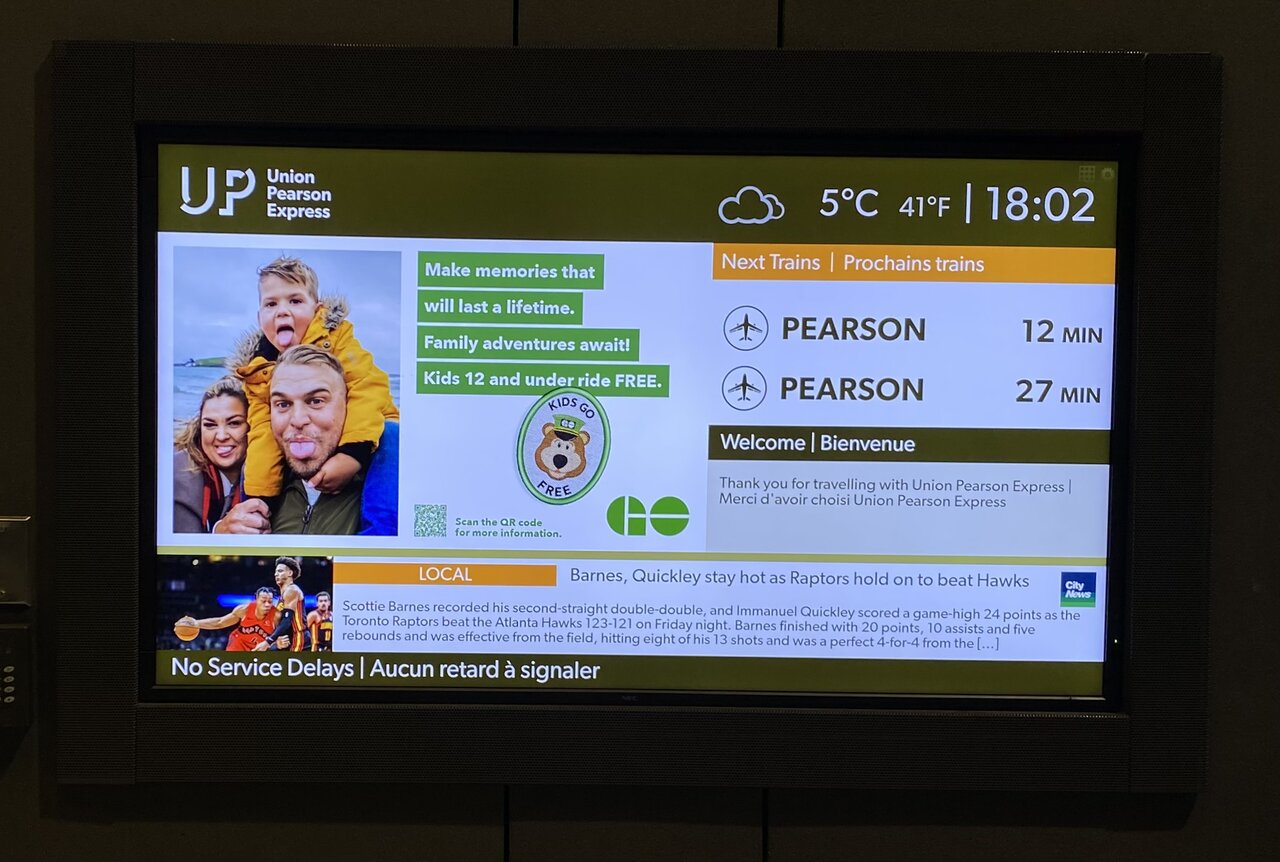 UP
Union
Pearson
Express
5°C 41°F | 18:02
Make memories that
will last a lifetime.
Family adventures await!
Kids 12 and under ride FREE.
KIDS GO
GO
FREE
Scan the QR code
for more information.
GO
Next Trains | Prochains trains
PEARSON 12 MIN
PEARSON 27 MIN
Welcome | Bienvenue
Thank you for travelling with Union Pearson Express |
Merci d'avoir choisi Union Pearson Express
LOCAL
Barnes, Quickley stay hot as Raptors hold on to beat Hawks
City
News
Scottie Barnes recorded his second-straight double-double, and Immanuel Quickley scored a game-high 24 points as the
Toronto Raptors beat the Atlanta Hawks 123-121 on Friday night. Barnes finished with 20 points, 10 assists and five
rebounds and was effective from the field, hitting eight of his 13 shots and was a perfect 4-for-4 from the [...]
No Service Delays | Aucun retard à signaler
NEC